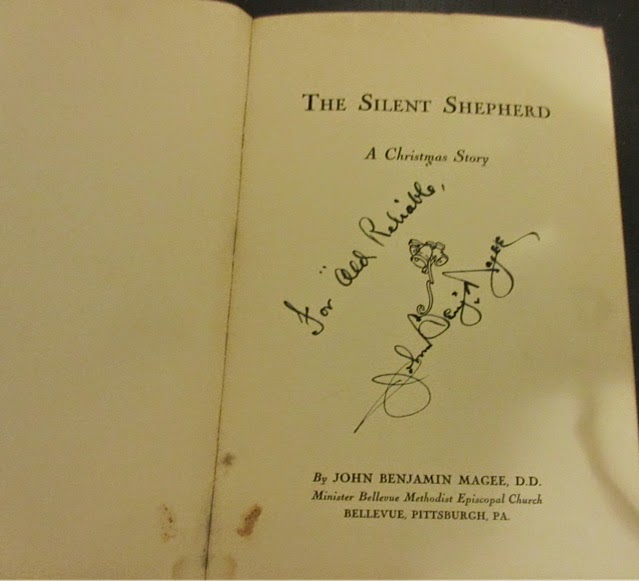 THE SILENT SHEPHERD
A Christmas Story
For "Old Reliable,
John Benj. Magee
By JOHN BENJAMIN MAGEE, D.D.
Minister Bellevue Methodist Episcopal Church
BELLEVUE, PITTSBURGH, PA.